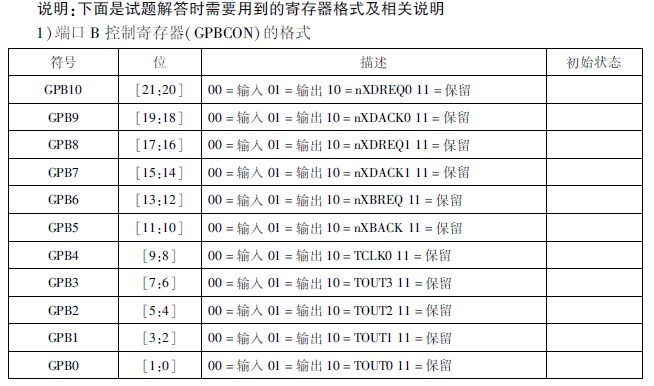 说明:下面是试题解答时需要用到的寄存器格式及相关说明
1)端口 B 控制寄存器(GPBCON)的格式
符号 位 描述 初始状态
GPB10 [21:20] 00=输入 01=输出 10=nXDREQ0 11=保留
GPB9 [19:18] 00=输入 01=输出 10=nXDACK0 11=保留
GPB8 [17:16] 00=输入 01=输出 10=nXDREQ1 11=保留
GPB7 [15:14] 00=输入 01=输出 10=nXDACK1 11=保留
GPB6 [13:12] 00=输入 01=输出 10=nXBREQ 11=保留
GPB5 [11:10] 00=输入 01=输出 10=nXBACK 11=保留
GPB4 [9:8] 00=输入 01=输出 10=TCLK0 11=保留
GPB3 [7:6] 00=输入 01=输出 10=TOUT3 11=保留
GPB2 [5:4] 00=输入 01=输出 10=TOUT2 11=保留
GPB1 [3:2] 00=输入 01=输出 10=TOUT1 11=保留
GPB0 [1:0] 00=输入 01=输出 10=TOUT0 11=保留